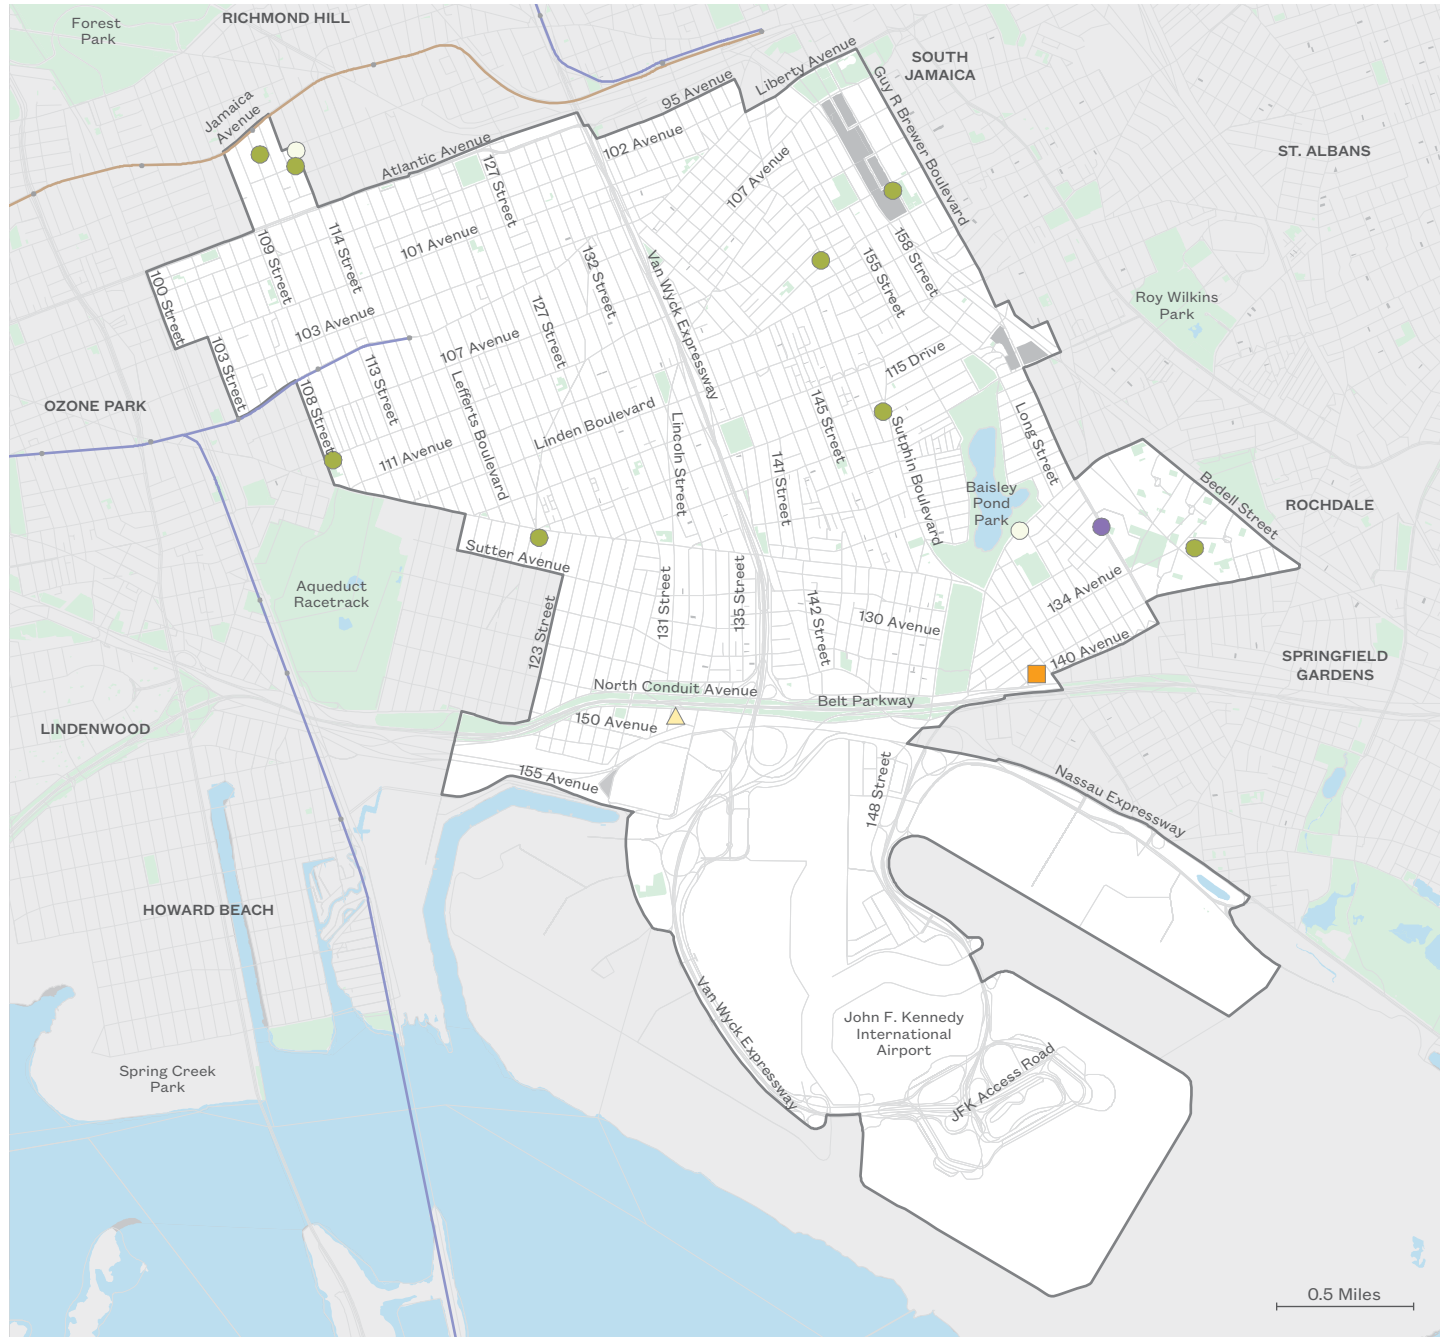 Forest
Park
RICHMOND HILL
SOUTH
JAMAICA
Liberty Avenue
95 Avenue
Guy R Brewer Boulevard
Jamaica
Avenue
Atlantic Avenue
102 Avenue
ST. ALBANS
127 Street
107 Avenue
109 Street
114 Street
101 Avenue
132 Street
Van Wyck Expressway
155 Street
158 Street
100 Street
Roy Wilkins
Park
103 Avenue
127 Street
103 Street
107 Avenue
113 Street
115 Drive
OZONE PARK
108 Street
Lefferts Boulevard
Linden Boulevard
145 Street
Long Street
111 Avenue
Lincoln Street
141 Street
Sutphin Boulevard
Baisley
Pond
Park
Bedell Street
ROCHDALE
Sutter Avenue
Aqueduct
Racetrack
123 Street
131 Street
135 Street
142 Street
130 Avenue
134 Avenue
140 Avenue
SPRINGFIELD
GARDENS
North Conduit Avenue
Belt Parkway
LINDENWOOD
150 Avenue
155 Avenue
148 Street
Nassau Expressway
HOWARD BEACH
Van Wyck Expressway
John F. Kennedy
International
Airport
JFK Access Road
Spring Creek
Park
0.5 Miles